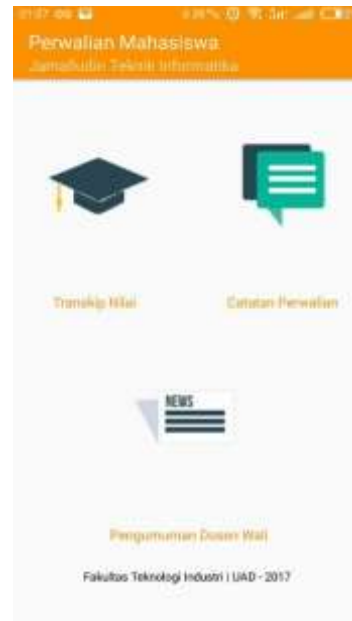 Perwalian Mahasiswa
Jamaludin Teknik Informatika
Transkip Nilai
Catatan Perwalian
NEWS
Pengumuman Dosen Wali
Fakultas Teknologi Industri | UAD - 2017